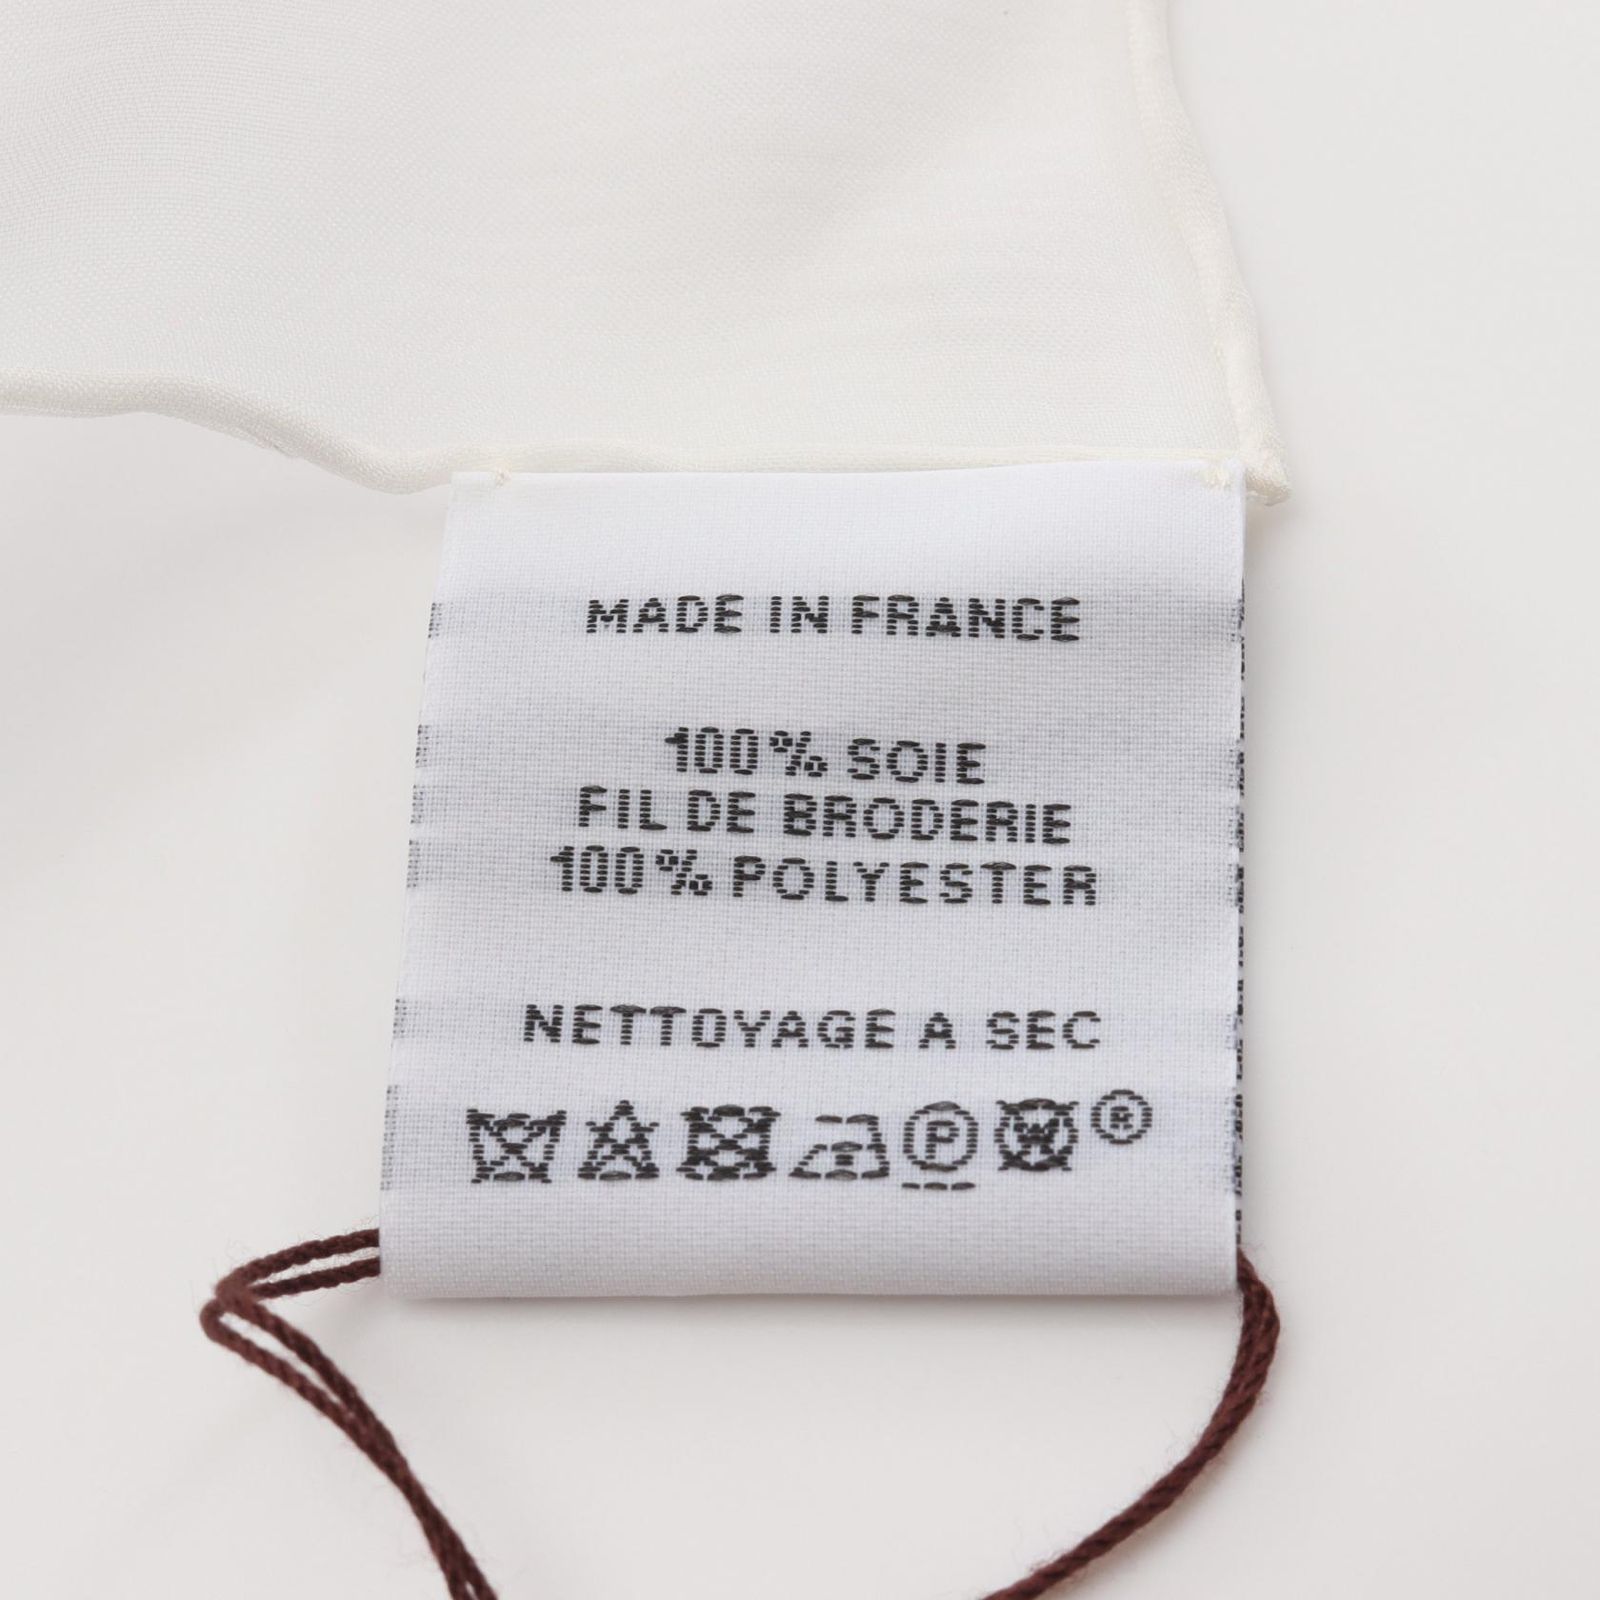 MADE IN FRANCE
100% SOIE
FIL DE BRODERIE
100% POLYESTER
NETTOYAGE A SEC
P ®